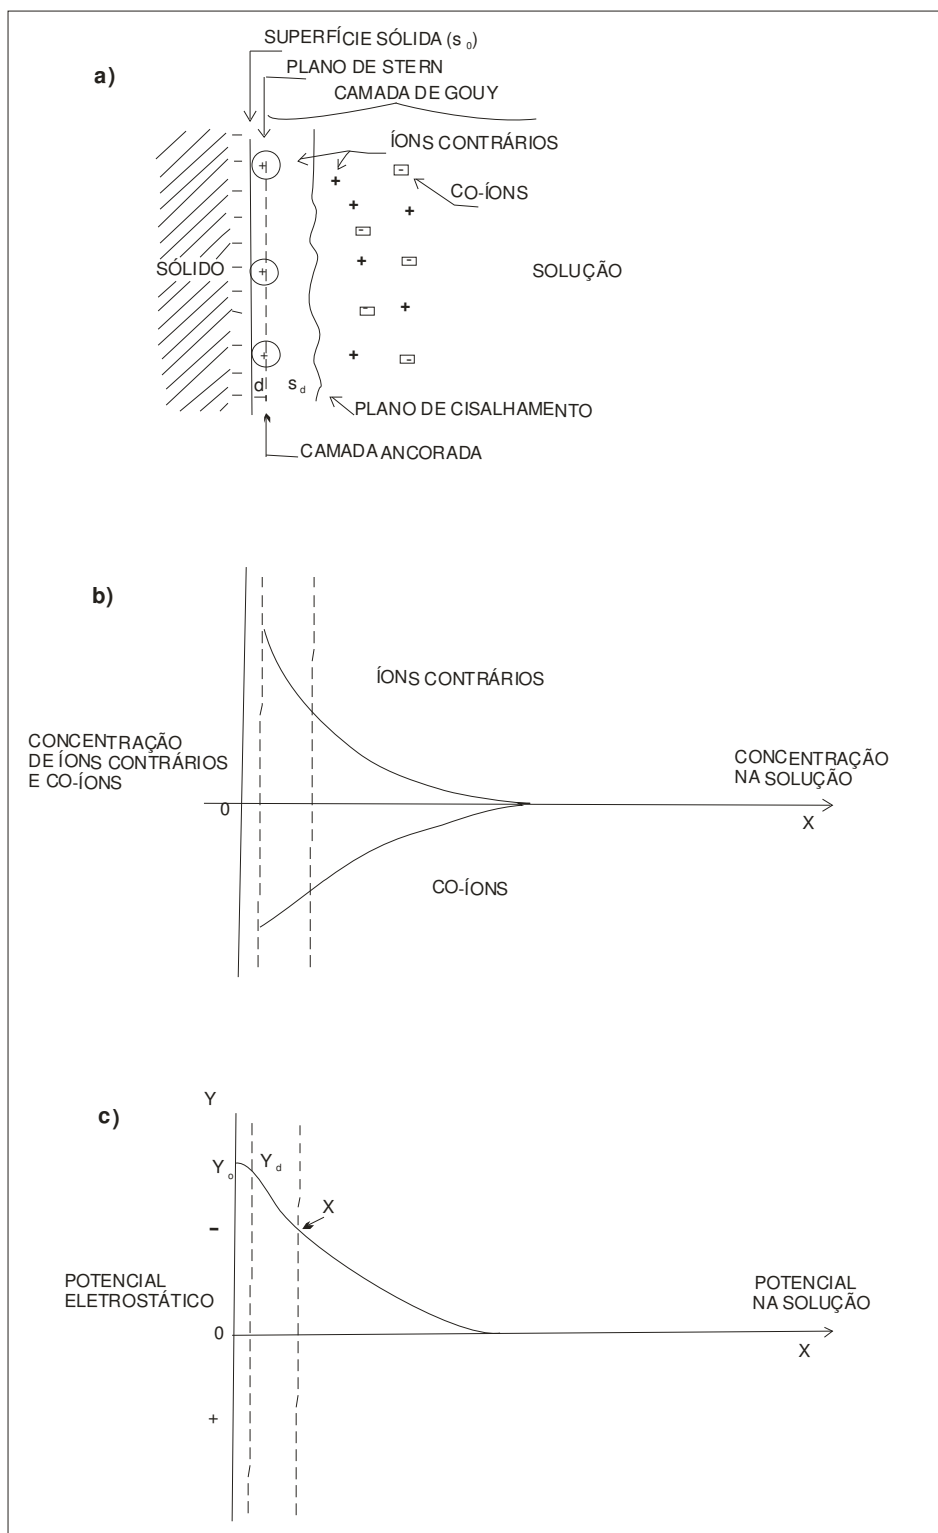 SUPERFÍCIE SÓLIDA (s 0)
a)
PLANO DE STERN
CAMADA DE GOUY
ÍONS CONTRÁRIOS
CO-ÍONS
SÓLIDO
SOLUÇÃO
d
s d
PLANO DE CISALHAMENTO
CAMADA ANCORADA
b)
ÍONS CONTRÁRIOS
CONCENTRAÇÃO
DE ÍONS CONTRÁRIOS
E CO-ÍONS
CONCENTRAÇÃO
NA SOLUÇÃO
0
X
CO-ÍONS
c)
Y
Y o
Y d
X
-
POTENCIAL
ELETROSTÁTICO
POTENCIAL
NA SOLUÇÃO
0
X
+